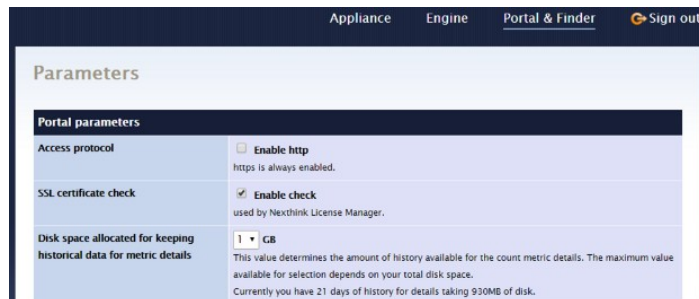 Appliance Engine Portal & Finder Sign out
Parameters
Portal parameters
Access protocol Enable http
https is always enabled.
SSL certificate check Enable check
used by Nexthink License Manager.
Disk space allocated for keeping 1 GB
historical data for metric details This value determines the amount of history available for the count metric details. The maximum value
available for selection depends on your total disk space.
Currently you have 21 days of history for details taking 930MB of disk.